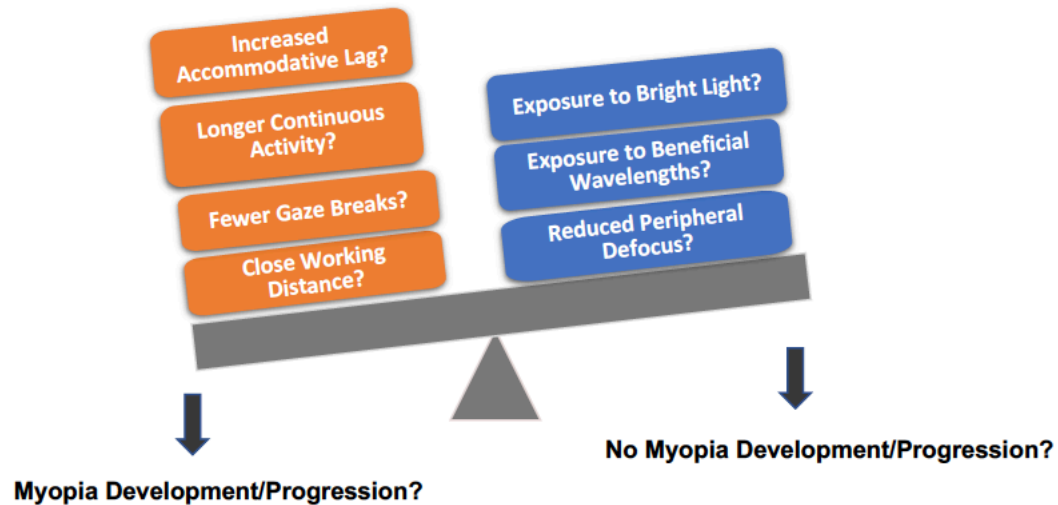 Increased
Accommodative Lag?
Longer Continuous
Activity?
Fewer Gaze Breaks?
Close Working
Distance?
Exposure to Bright Light?
Exposure to Beneficial
Wavelengths?
Reduced Peripheral
Defocus?
No Myopia Development/Progression?
Myopia Development/Progression?